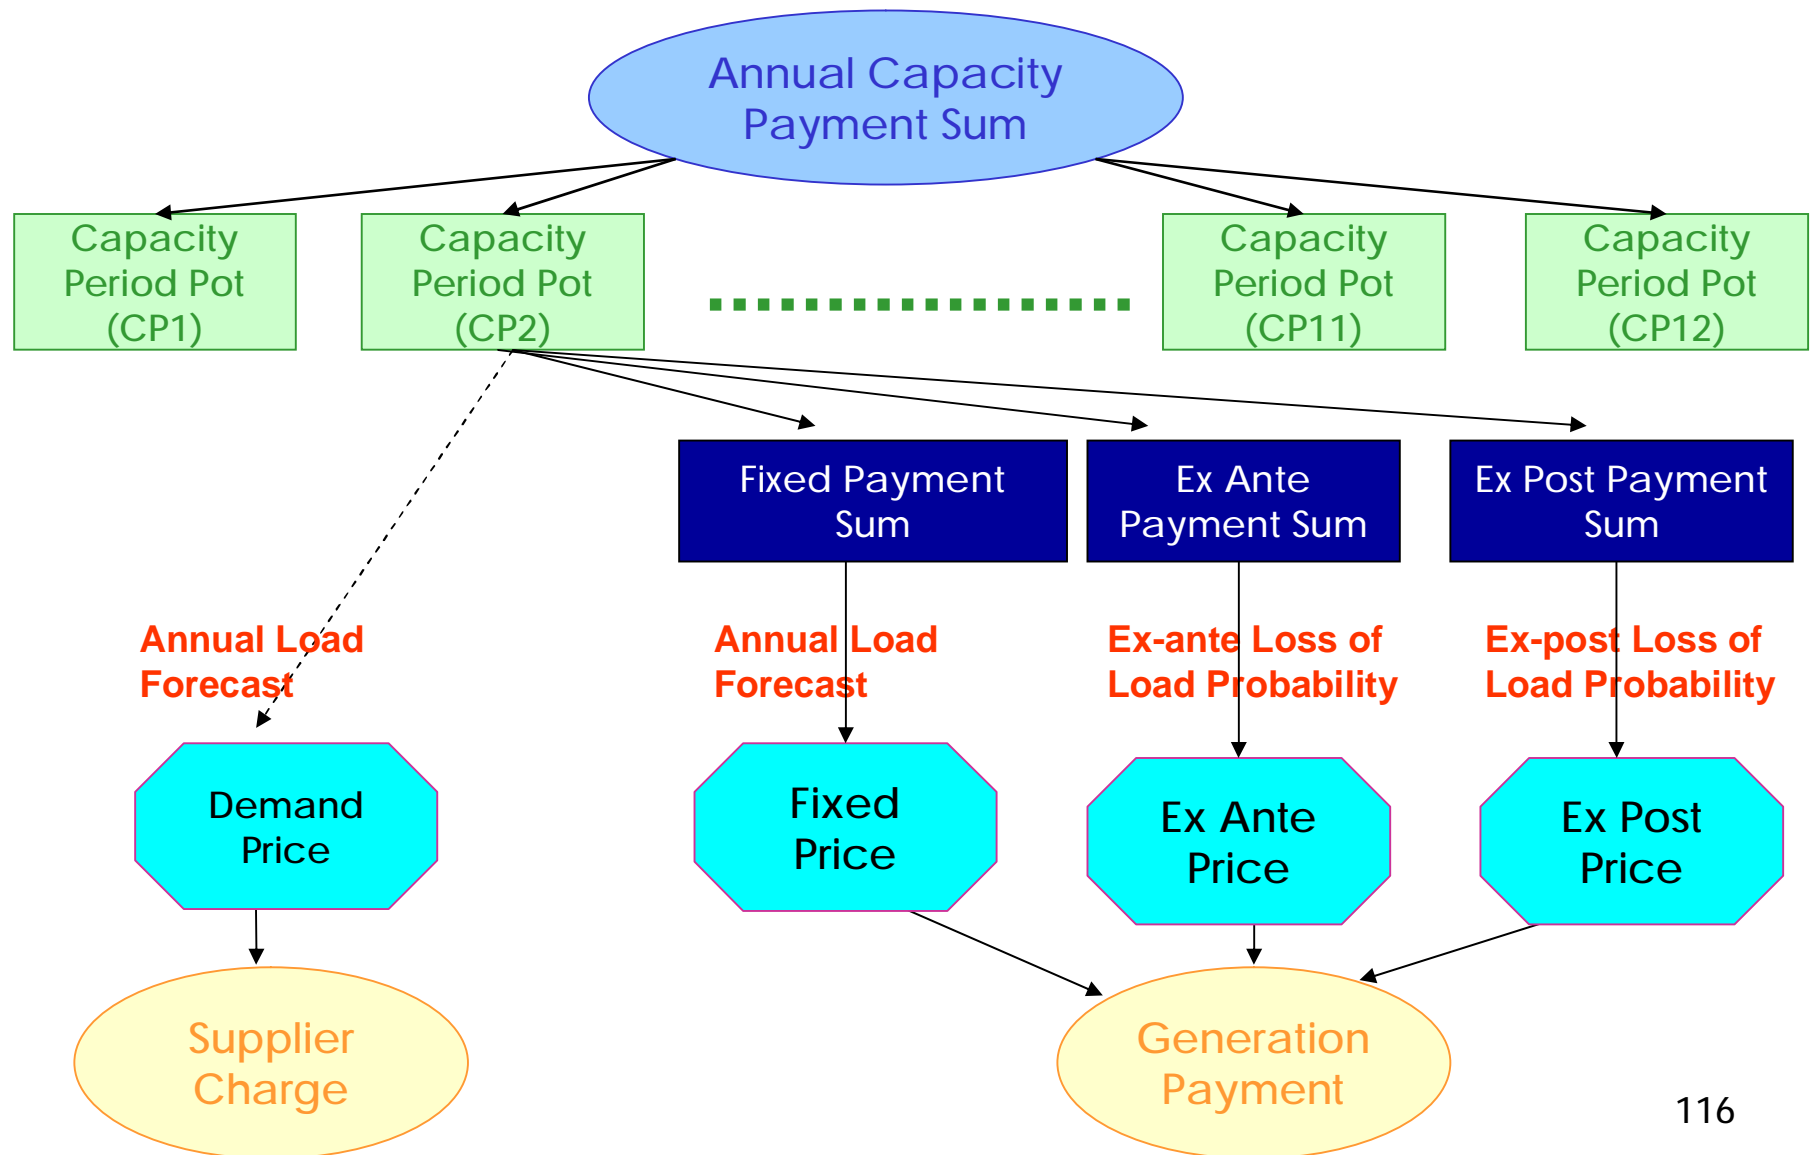 Annual Capacity
Payment Sum
Capacity
Period Pot
(CP1)
Capacity
Period Pot
(CP2)
Capacity
Period Pot
(CP11)
Capacity
Period Pot
(CP12)
Fixed Payment
Sum
Ex Ante
Payment Sum
Ex Post Payment
Sum
Annual Load
Forecast
Annual Load
Forecast
Ex-ante Loss of
Load Probability
Ex-post Loss of
Load Probability
Demand
Price
Fixed
Price
Ex Ante
Price
Ex Post
Price
Supplier
Charge
Generation
Payment
116